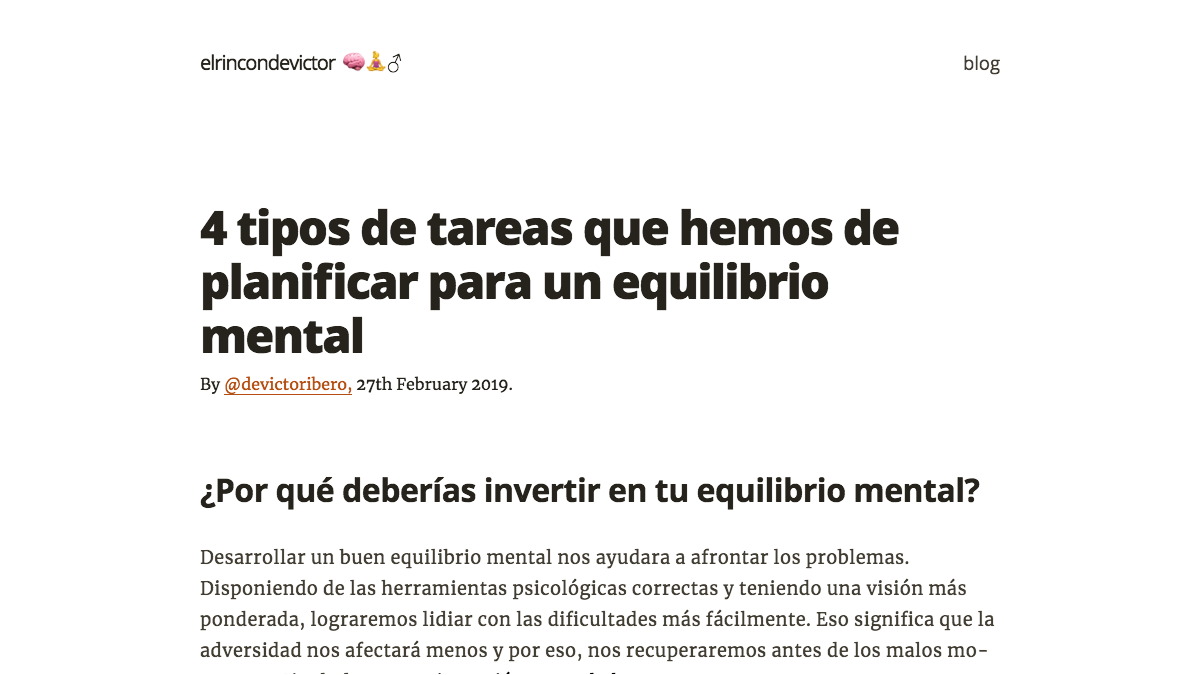 elrincondevictor 🧠🧘♂
blog
4 tipos de tareas que hemos de
planificar para un equilibrio
mental
By @devictoribero, 27th February 2019.
¿Por qué deberías invertir en tu equilibrio mental?
Desarrollar un buen equilibrio mental nos ayudara a afrontar los problemas.
Disponiendo de las herramientas psicológicas correctas y teniendo una visión más
ponderada, lograremos lidiar con las dificultades más fácilmente. Eso significa que la
adversidad nos afectará menos y por eso, nos recuperaremos antes de los malos mo-